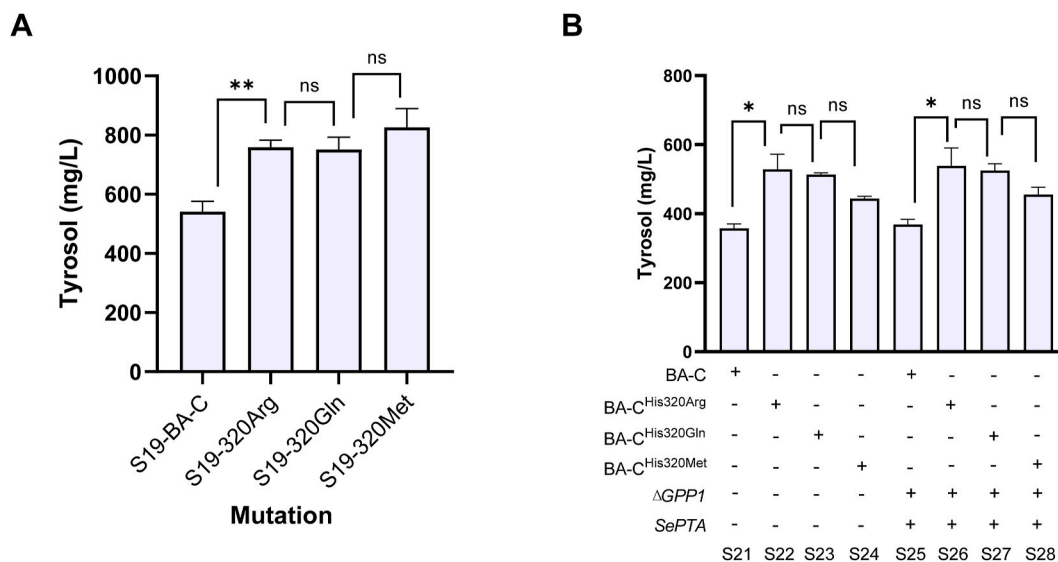 A
Tyrosol (mg/L)
1000
800
600
400
200
0
** ns ns
S19-BA-C
S19-320Arg
S19-320Gln
S19-320Met
Mutation
B
Tyrosol (mg/L)
800
600
400
200
0
* ns ns * ns ns
BA-C + - - - + - - -
BA-CHis320Arg - + - - - + - -
BA-CHis320Gln - - + - - - + -
BA-CHis320Met - - - + - - - +
ΔGPP1 - - - - + + + +
SePTA - - - - + + + +
S21 S22 S23 S24 S25 S26 S27 S28